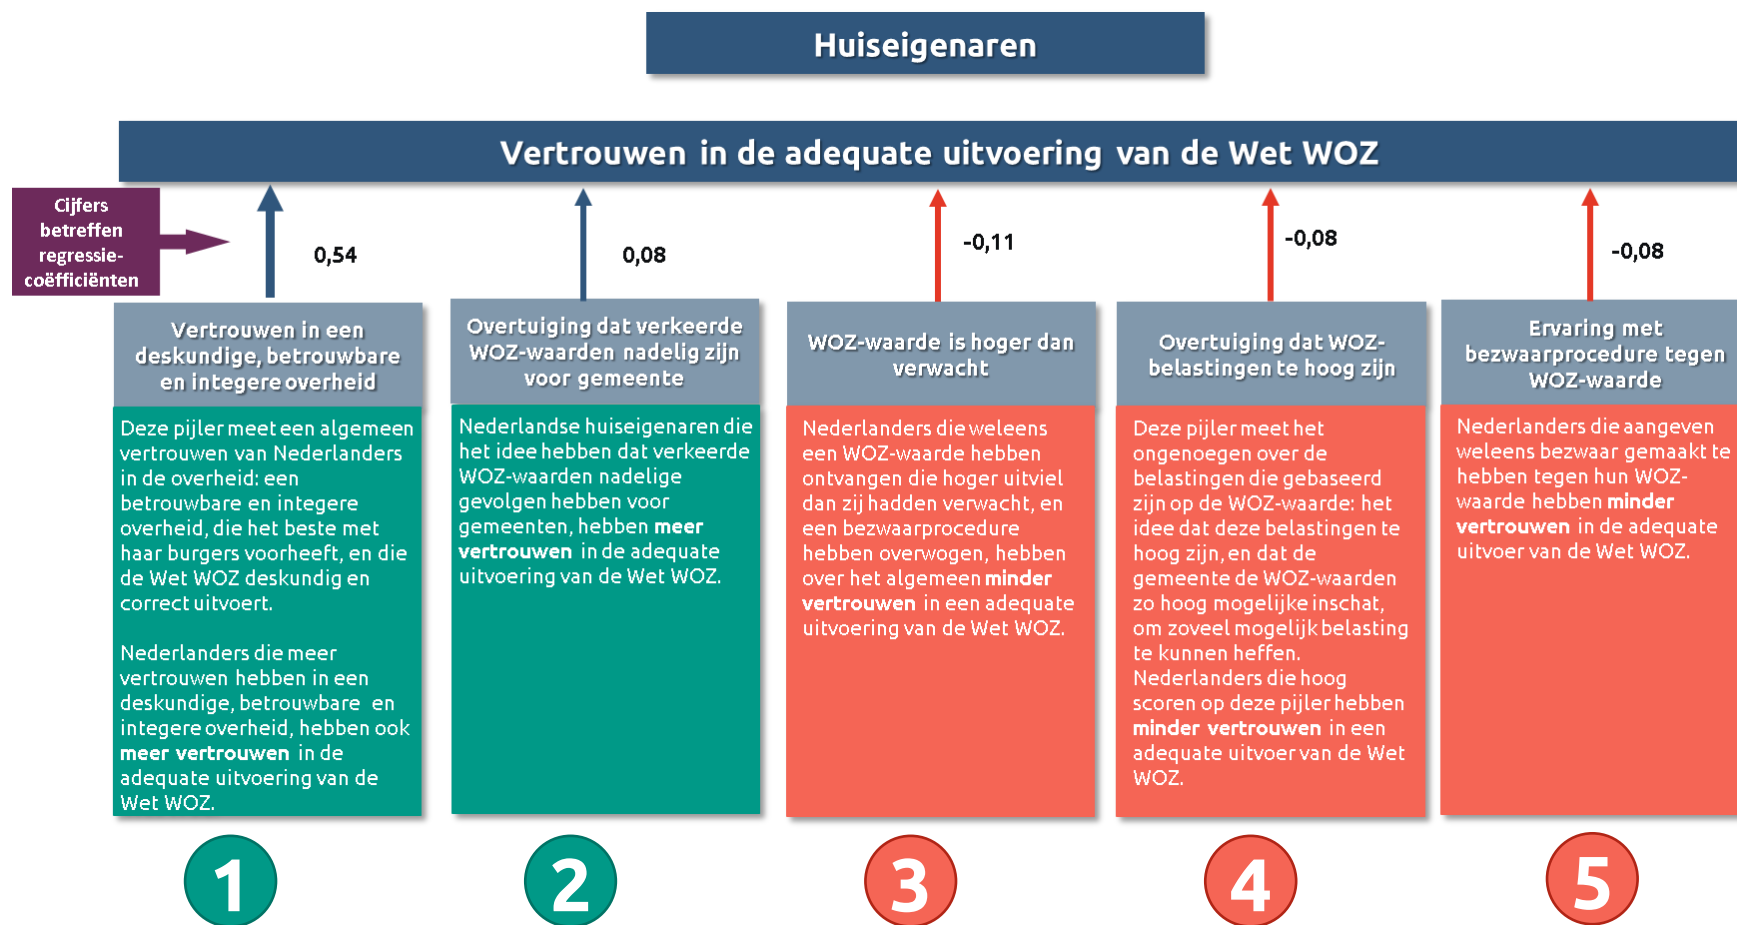 Huiseigenaren
Vertrouwen in de adequate uitvoering van de Wet WOZ
Cijfers
betreffen
regressie-
coëfficiënten
0,54
0,08
-0,11
-0,08
-0,08
Vertrouwen in een
deskundige, betrouwbare
en integere overheid
Deze pijler meet een algemeen
vertrouwen van Nederlanders
in de overheid: een
betrouwbare en integere
overheid, die het beste met
haar burgers voorheeft, en die
de Wet WOZ deskundig en
correct uitvoert.
Nederlanders die meer
vertrouwen hebben in een
deskundige, betrouwbare en
integere overheid, hebben ook
meer vertrouwen in de
adequate uitvoering van de
Wet WOZ.
1
Overtuiging dat verkeerde
WOZ-waarden nadelig zijn
voor gemeente
Nederlandse huiseigenaren die
het idee hebben dat verkeerde
WOZ-waarden nadelige
gevolgen hebben voor
gemeenten, hebben meer
vertrouwen in de adequate
uitvoering van de Wet WOZ.
2
WOZ-waarde is hoger dan
verwacht
Nederlanders die weleens
een WOZ-waarde hebben
ontvangen die hoger uitviel
dan zij hadden verwacht, en
een bezwaarprocedure
hebben overwogen, hebben
over het algemeen minder
vertrouwen in een adequate
uitvoering van de Wet WOZ.
3
Overtuiging dat WOZ-
belastingen te hoog zijn
Deze pijler meet het
ongenoegen over de
belastingen die gebaseerd
zijn op de WOZ-waarde: het
idee dat deze belastingen te
hoog zijn, en dat de
gemeente de WOZ-waarden
zo hoog mogelijke inschat,
om zoveel mogelijk belasting
te kunnen heffen.
Nederlanders die hoog
scoren op deze pijler hebben
minder vertrouwen in een
adequate uitvoer van de Wet
WOZ.
4
Ervaring met
bezwaarprocedure tegen
WOZ-waarde
Nederlanders die aangeven
weleens bezwaar gemaakt te
hebben tegen hun WOZ-
waarde hebben minder
vertrouwen in de adequate
uitvoer van de Wet WOZ.
5